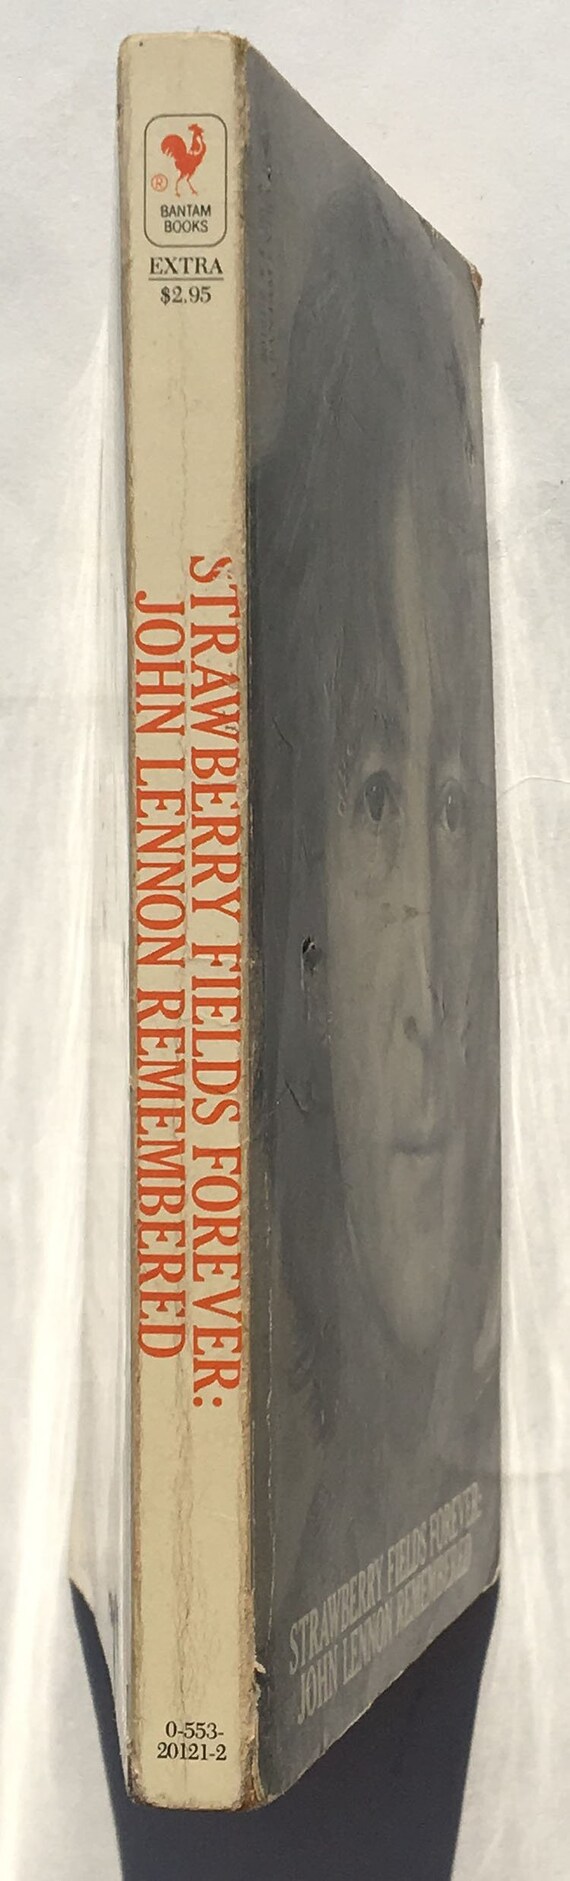 ®
BANTAM
BOOKS
EXTRA
$2.95
STRAWBERRY FIELDS FOREVER:
JOHN LENNON REMEMBERED
0-553-
20121-2
STRAWBERRY FIELDS FOREVER:
JOHN LENNON REMEMBERED